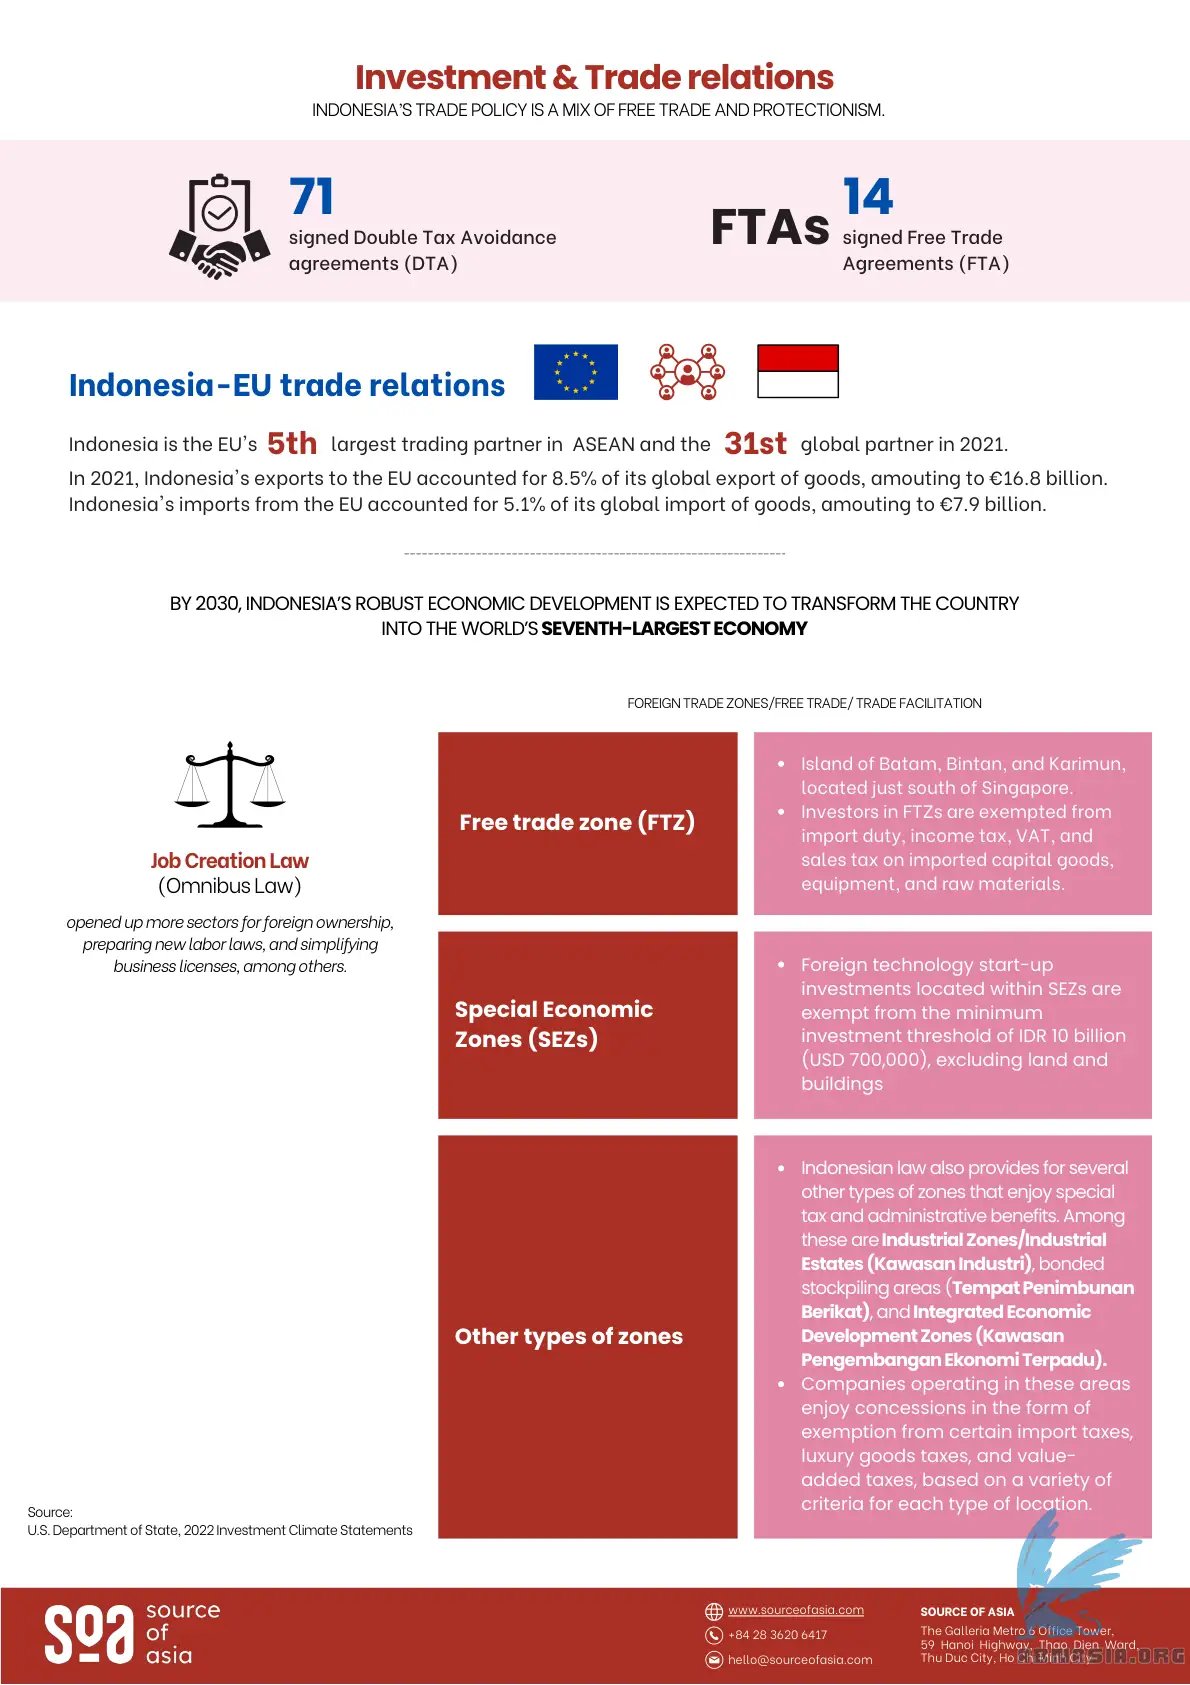 Investment & Trade relations
INDONESIA'S TRADE POLICY IS A MIX OF FREE TRADE AND PROTECTIONISM.
71
signed Double Tax Avoidance
agreements (DTA)
FTAs
14
signed Free Trade
Agreements (FTA)
Indonesia-EU trade relations
Indonesia is the EU's 5th largest trading partner in ASEAN and the 31st global partner in 2021.
In 2021, Indonesia's exports to the EU accounted for 8.5% of its global export of goods, amouting to €16.8 billion.
Indonesia's imports from the EU accounted for 5.1% of its global import of goods, amouting to €7.9 billion.
BY 2030, INDONESIA'S ROBUST ECONOMIC DEVELOPMENT IS EXPECTED TO TRANSFORM THE COUNTRY
INTO THE WORLD'S SEVENTH-LARGEST ECONOMY
Job Creation Law
(Omnibus Law)
opened up more sectors for foreign ownership,
preparing new labor laws, and simplifying
business licenses, among others.
FOREIGN TRADE ZONES/FREE TRADE/ TRADE FACILITATION
Free trade zone (FTZ)
• Island of Batam, Bintan, and Karimun,
located just south of Singapore.
• Investors in FTZs are exempted from
import duty, income tax, VAT, and
sales tax on imported capital goods,
equipment, and raw materials.
Special Economic
Zones (SEZs)
• Foreign technology start-up
investments located within SEZs are
exempt from the minimum
investment threshold of IDR 10 billion
(USD 700,000), excluding land and
buildings
Other types of zones
• Indonesian law also provides for several
other types of zones that enjoy special
tax and administrative benefits. Among
these are Industrial Zones/Industrial
Estates (Kawasan Industri), bonded
stockpiling areas (Tempat Penimbunan
Berikat), and Integrated Economic
Development Zones (Kawasan
Pengembangan Ekonomi Terpadu).
• Companies operating in these areas
enjoy concessions in the form of
exemption from certain import taxes,
luxury goods taxes, and value-
added taxes, based on a variety of
criteria for each type of location.
Source:
U.S. Department of State, 2022 Investment Climate Statements
SOA
source
of
asia
www.sourceofasia.com
+84 28 3620 6417
hello@sourceofasia.com
SOURCE OF ASIA
The Galleria Metro 6 Office Tower,
59 Hanoi Highway, Thao Dien Ward,
Thu Duc City, Ho Chi Minh City